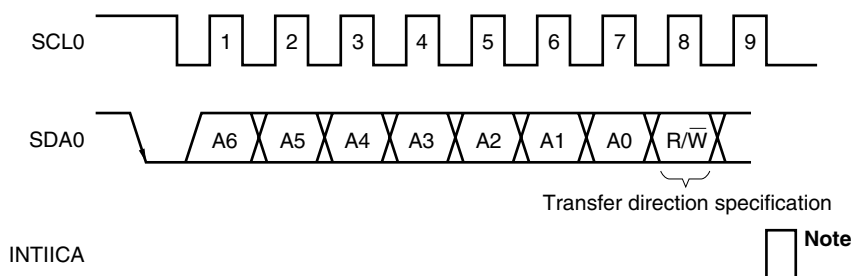 SCL0 1 2 3 4 5 6 7 8 9
SDA0 A6 A5 A4 A3 A2 A1 A0 R/W̅
Transfer direction specification
INTIICA Note